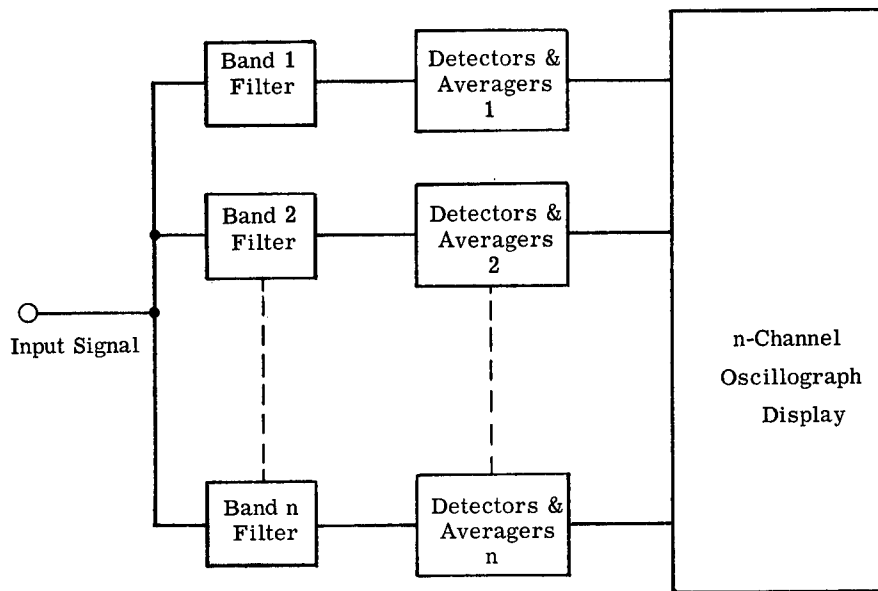 Band 1
Filter
Detectors &
Averagers
1
Band 2
Filter
Detectors &
Averagers
2
Input Signal
n-Channel
Oscillograph
Display
Band n
Filter
Detectors &
Averagers
n